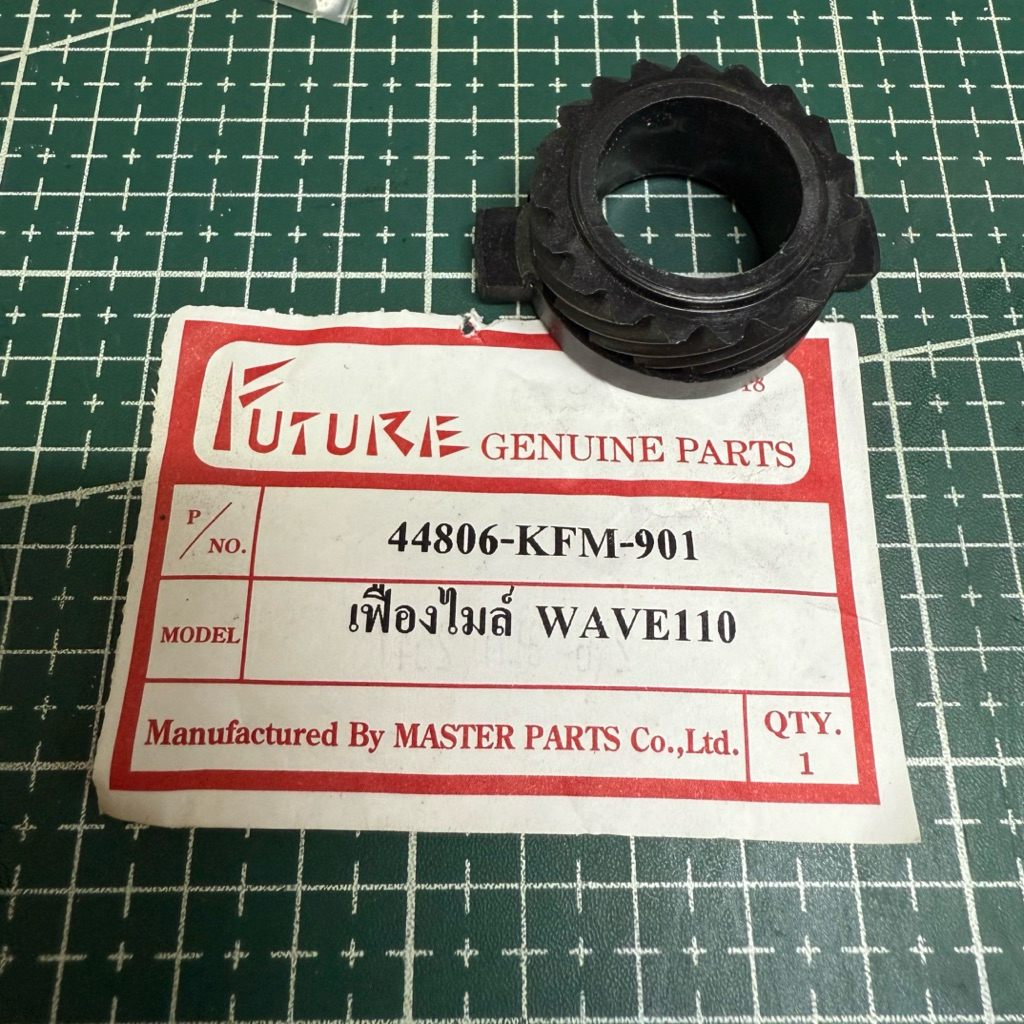 FUTURE GENUINE PARTS
P/NO. 44806-KFM-901
MODEL เฟืองไมล์ WAVE110
Manufactured By MASTER PARTS Co.,Ltd.
QTY.
1